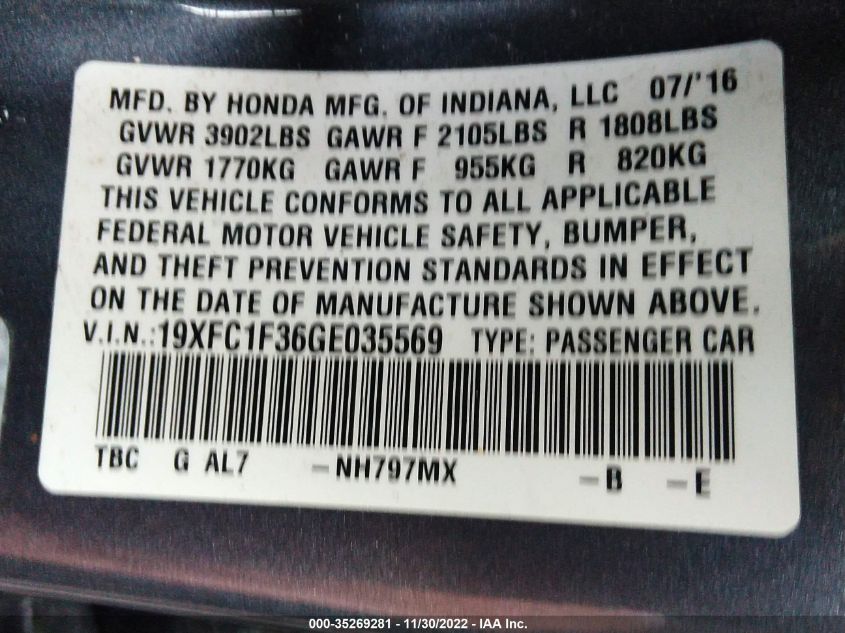 MFD. BY HONDA MFG. OF INDIANA, LLC 07/'16
GVWR 3902LBS GAWR F 2105LBS R 1808LBS
GVWR 1770KG GAWR F 955KG R 820KG
THIS VEHICLE CONFORMS TO ALL APPLICABLE
FEDERAL MOTOR VEHICLE SAFETY, BUMPER,
AND THEFT PREVENTION STANDARDS IN EFFECT
ON THE DATE OF MANUFACTURE SHOWN ABOVE.
V.I.N.:19XFC1F36GE035569 TYPE: PASSENGER CAR
TBC G AL7 -NH797MX -B -E
000-35269281 - 11/30/2022 - IAA Inc.